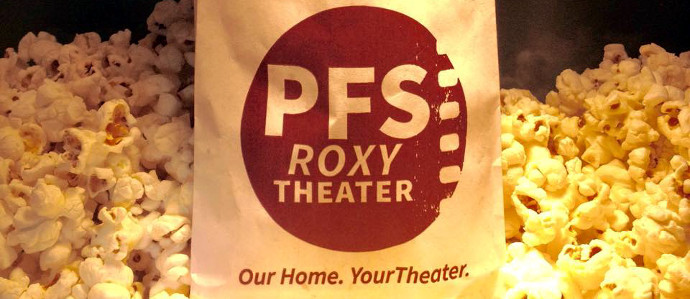 PFS
ROXY
THEATER
Our Home. YourTheater.